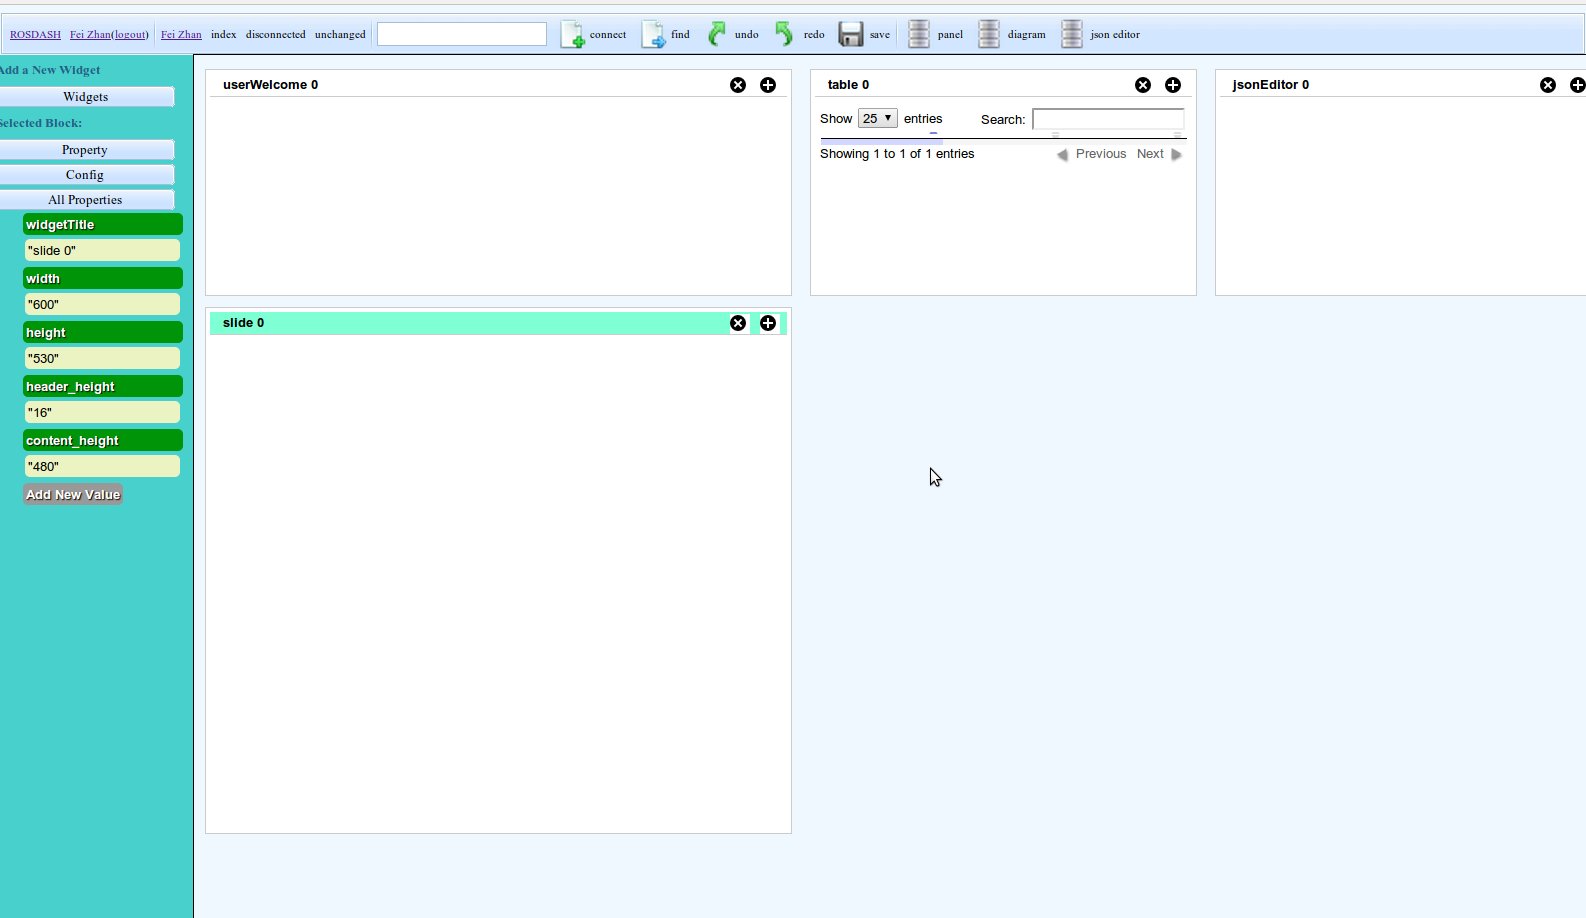 ROSDASH Fei Zhan(logout) Fei Zhan index disconnected unchanged connect find undo redo save panel diagram json editor
Add a New Widget
Widgets
Selected Block:
Property
Config
All Properties
widgetTitle
"slide 0"
width
"600"
height
"530"
header_height
"16"
content_height
"480"
Add New Value
userWelcome 0
table 0
Show 25 entries Search:
Showing 1 to 1 of 1 entries Previous Next
jsonEditor 0
slide 0